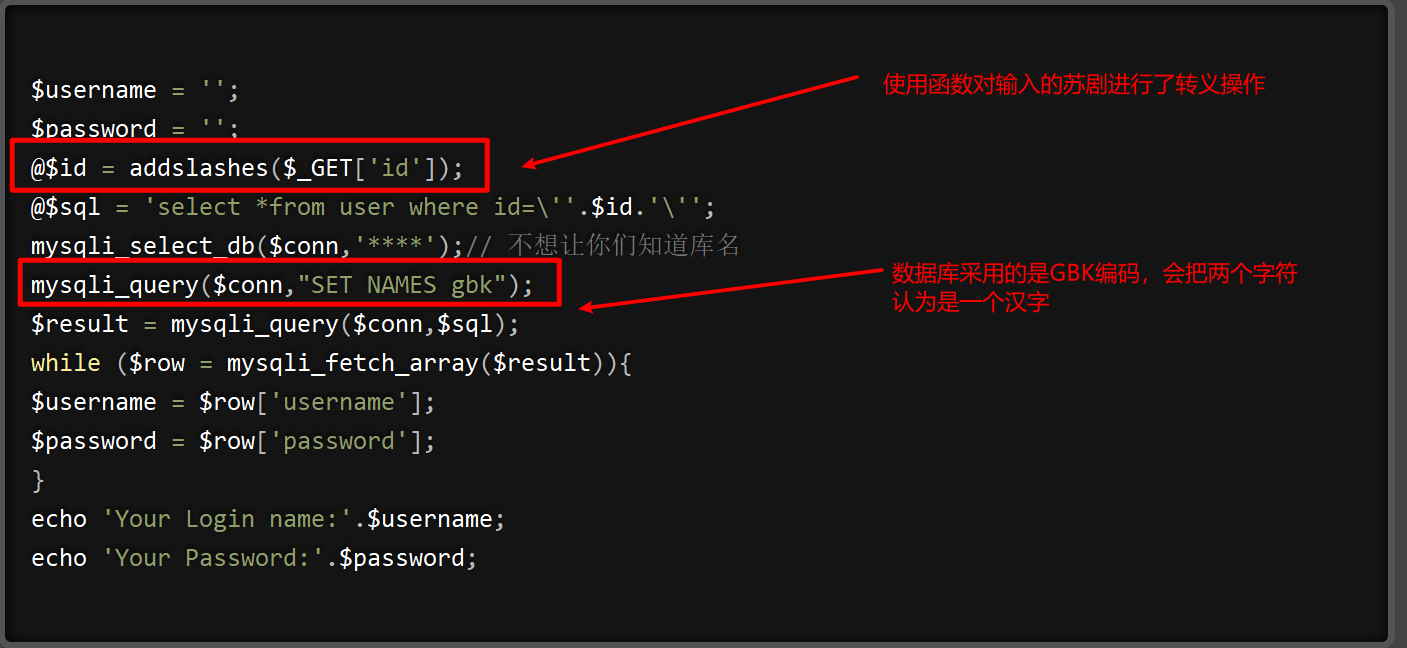 $username = '';
$password = '';
使用函数对输入的苏剧进行了转义操作
@$id = addslashes($_GET['id']);
@$sql = 'select *from user where id=\''.$id.'\'';
mysqli_select_db($conn,'****');// 不想让你们知道库名
mysqli_query($conn,"SET NAMES gbk");
数据库采用的是GBK编码，会把两个字符
认为是一个汉字
$result = mysqli_query($conn,$sql);
while ($row = mysqli_fetch_array($result)){
$username = $row['username'];
$password = $row['password'];
}
echo 'Your Login name:'.$username;
echo 'Your Password:'.$password;